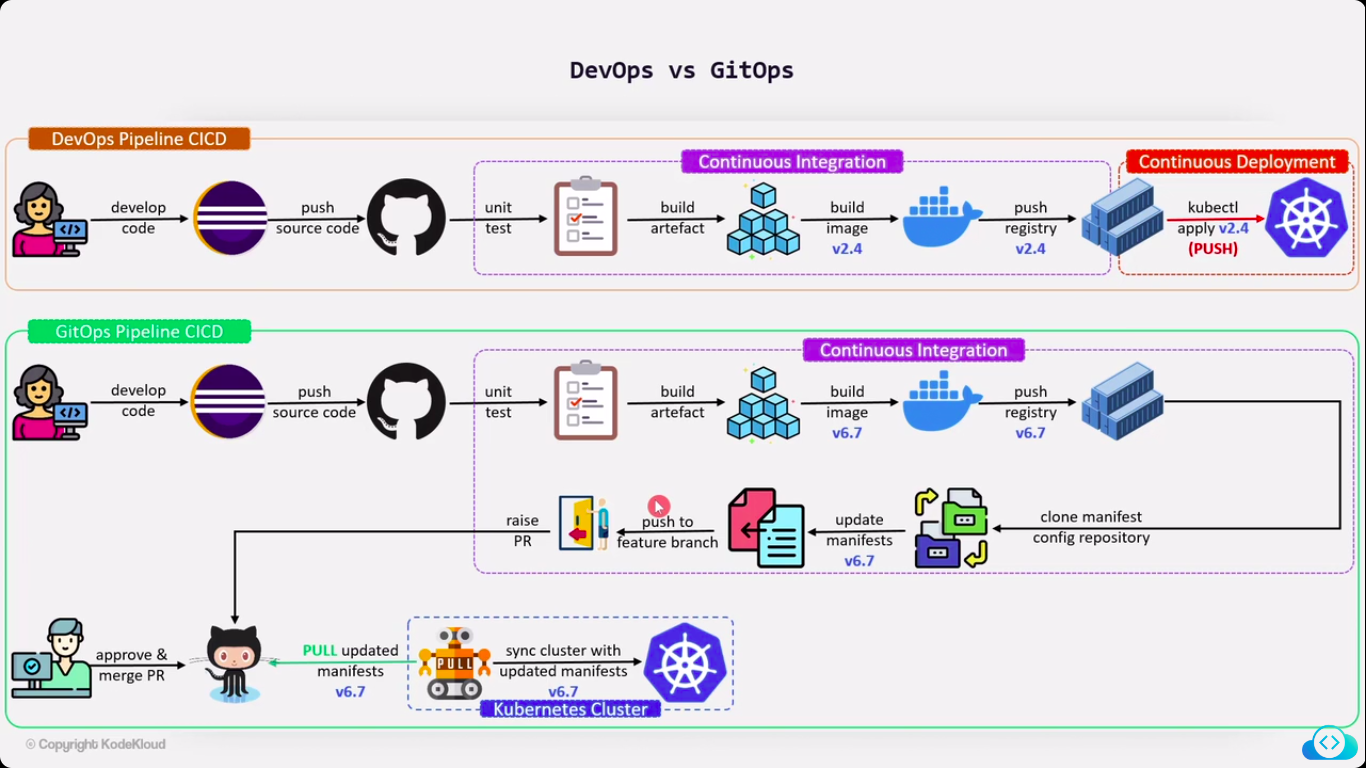 DevOps vs GitOps
DevOps Pipeline CICD
Continuous Integration
Continuous Deployment
develop
code
push
source code
unit
test
build
artefact
build
image
v2.4
push
registry
v2.4
kubectl
apply v2.4
(PUSH)
GitOps Pipeline CICD
Continuous Integration
develop
code
push
source code
unit
test
build
artefact
build
image
v6.7
push
registry
v6.7
clone manifest
config repository
update
manifests
v6.7
push to
feature branch
raise
PR
approve &
merge PR
PULL updated
manifests
v6.7
PULL
sync cluster with
updated manifests
v6.7
Kubernetes Cluster
© Copyright KodeKloud